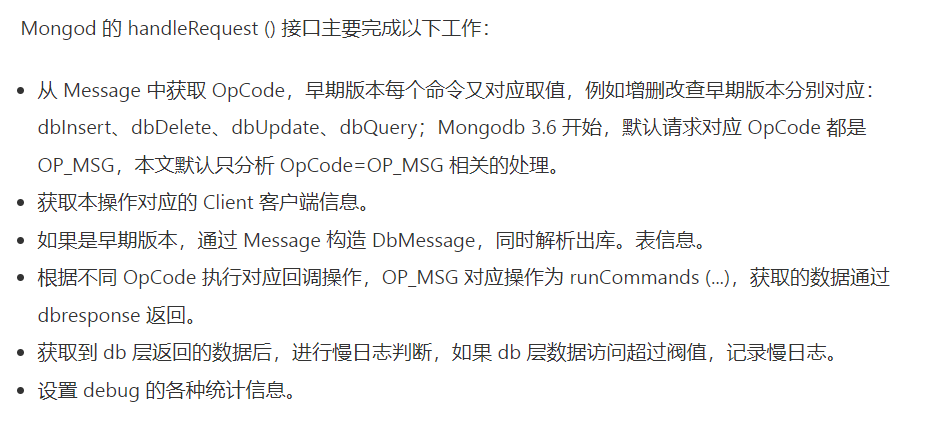 Mongod 的 handleRequest () 接口主要完成以下工作：
• 从 Message 中获取 OpCode，早期版本每个命令又对应取值，例如增删改查早期版本分别对应：
dbInsert、dbDelete、dbUpdate、dbQuery；Mongodb 3.6 开始，默认请求对应 OpCode 都是
OP_MSG，本文默认只分析 OpCode=OP_MSG 相关的处理。
• 获取本操作对应的 Client 客户端信息。
• 如果是早期版本，通过 Message 构造 DbMessage，同时解析出库。表信息。
• 根据不同 OpCode 执行对应回调操作，OP_MSG 对应操作为 runCommands (...)，获取的数据通过
dbresponse 返回。
• 获取到 db 层返回的数据后，进行慢日志判断，如果 db 层数据访问超过阀值，记录慢日志。
• 设置 debug 的各种统计信息。